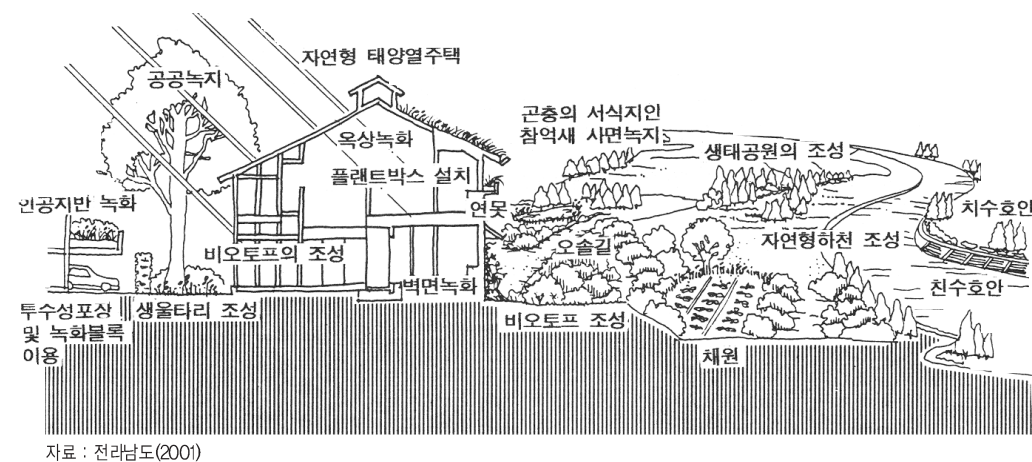 자연형 태양열주택
공공녹지
곤충의 서식지인
참억새 사면녹지
옥상녹화
생태공원의 조성
플랜트박스 설치
인공지반 녹화
연못
치수호안
비오토프의 조성
오솔길
자연형하천 조성
벽면녹화
친수호안
투수성포장
및 녹화블록
이용
생울타리 조성
비오토프 조성
채원
자료 : 전라남도(2001)